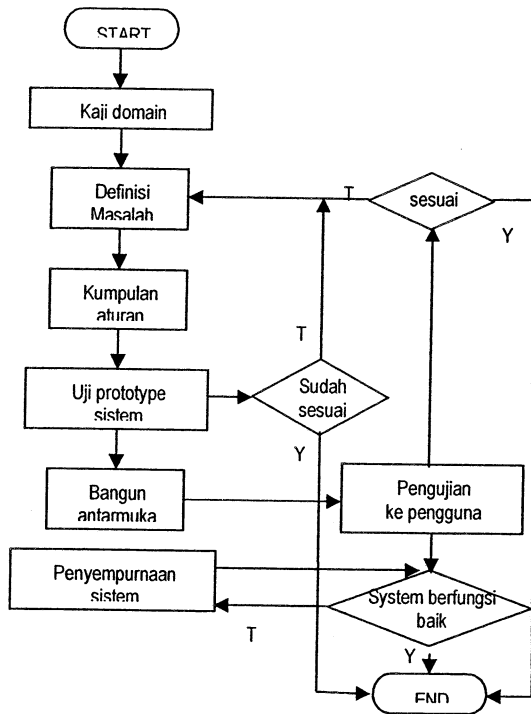 START
Kaji domain
Definisi
Masalah
T
sesuai
Y
Kumpulan
aturan
T
Uji prototype
sistem
Sudah
sesuai
Y
Bangun
antarmuka
Pengujian
ke pengguna
Penyempurnaan
sistem
System berfungsi
baik
T
Y
END